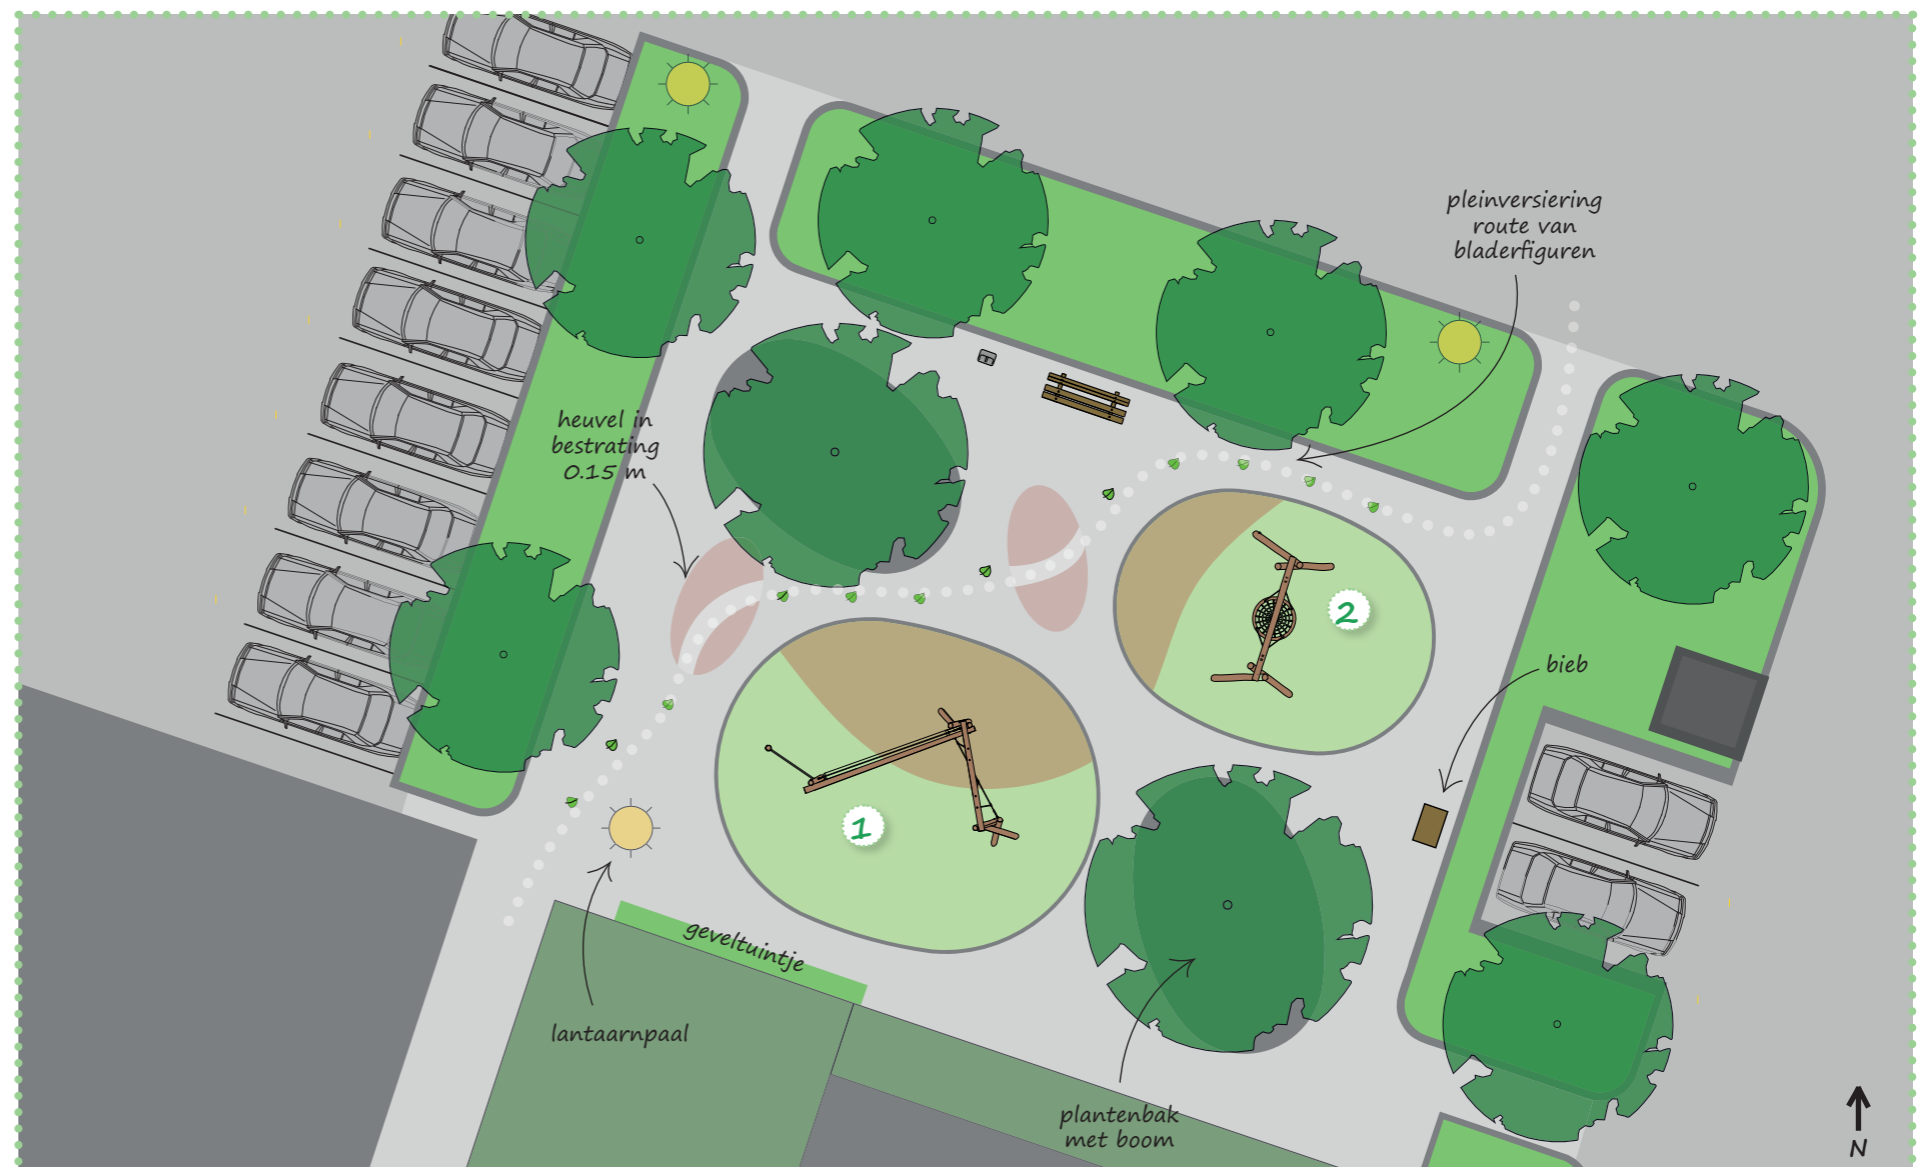 pleinversiering
route van
bladerfiguren
heuvel in
bestrating
0.15 m
2
bieb
1
geveltuintje
lantaarnpaal
plantenbak
met boom
N